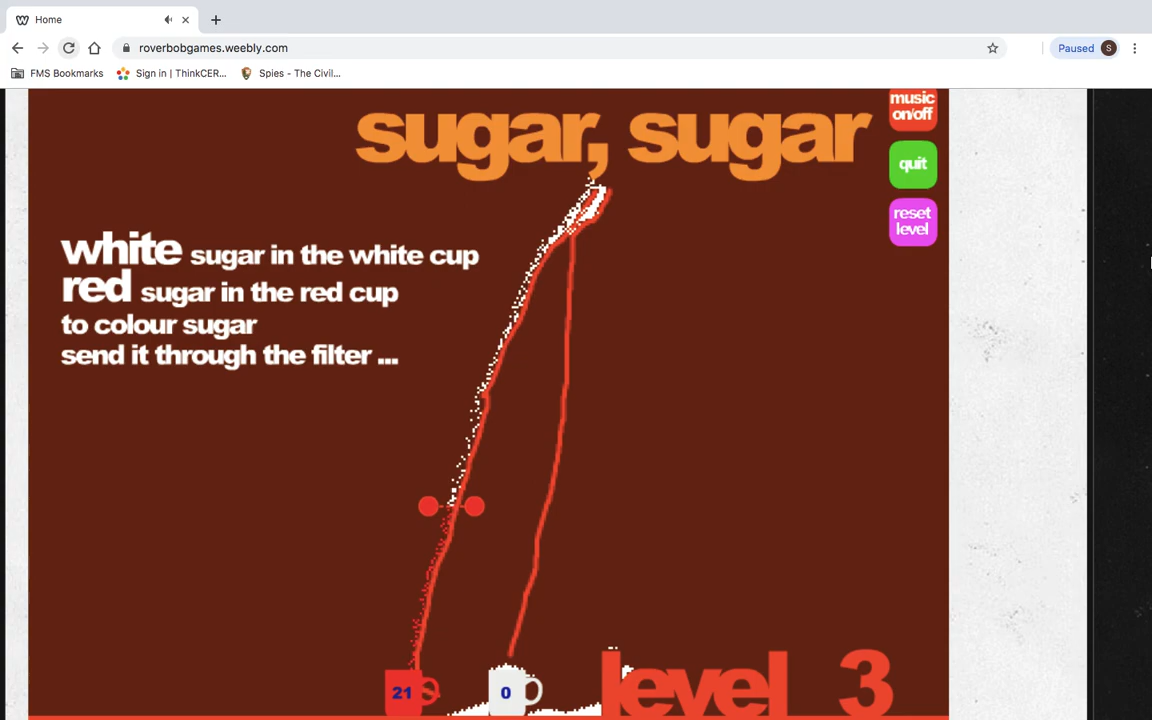 Home
roverbobgames.weebly.com
Paused S
FMS Bookmarks Sign in | ThinkCER... Spies - The Civil...
sugar, sugar
music
on/off
quit
reset
level
white sugar in the white cup
red sugar in the red cup
to colour sugar
send it through the filter ...
21 0 level 3